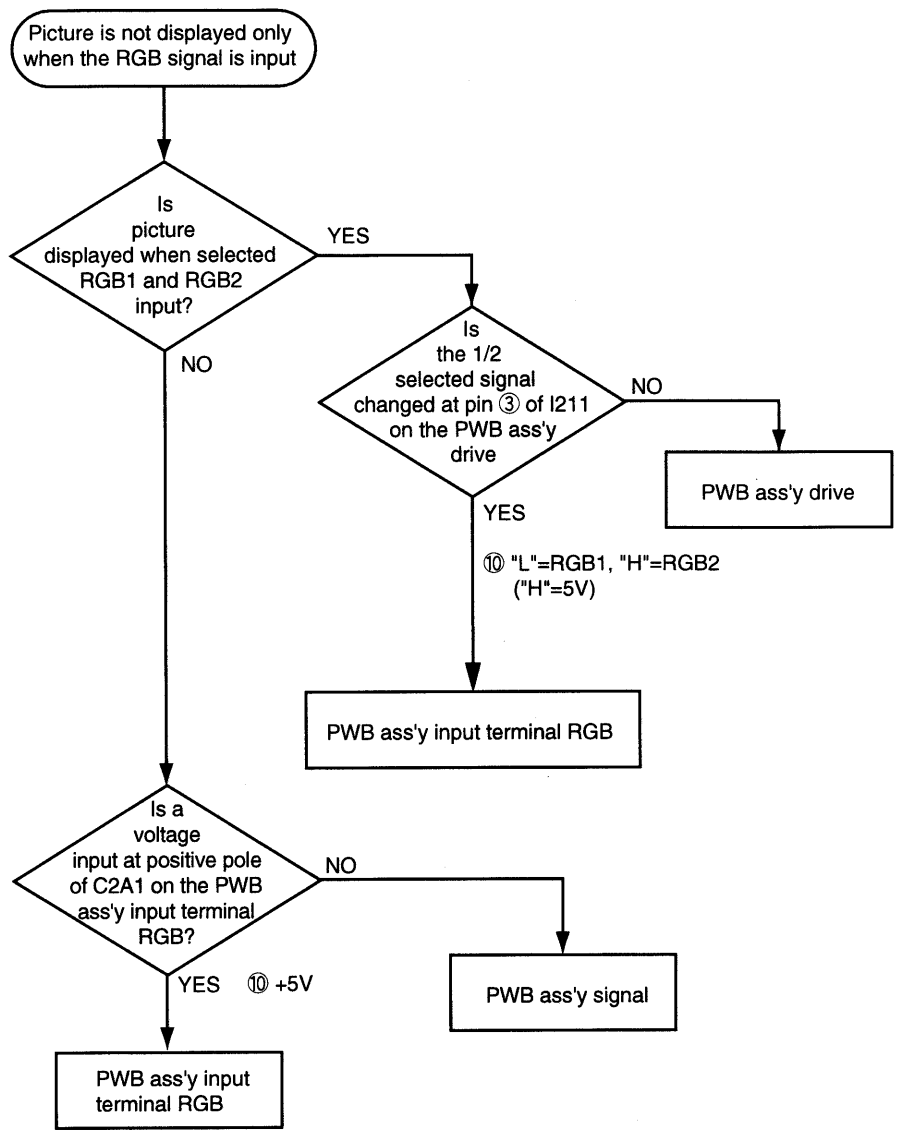 Picture is not displayed only
when the RGB signal is input
Is
picture
displayed when selected
RGB1 and RGB2
input?
YES
NO
Is
the 1/2
selected signal
changed at pin ③ of I211
on the PWB ass'y
drive
NO
PWB ass'y drive
YES
⑩ "L"=RGB1, "H"=RGB2
("H"=5V)
PWB ass'y input terminal RGB
Is a
voltage
input at positive pole
of C2A1 on the PWB
ass'y input terminal
RGB?
NO
PWB ass'y signal
YES ⑩ +5V
PWB ass'y input
terminal RGB